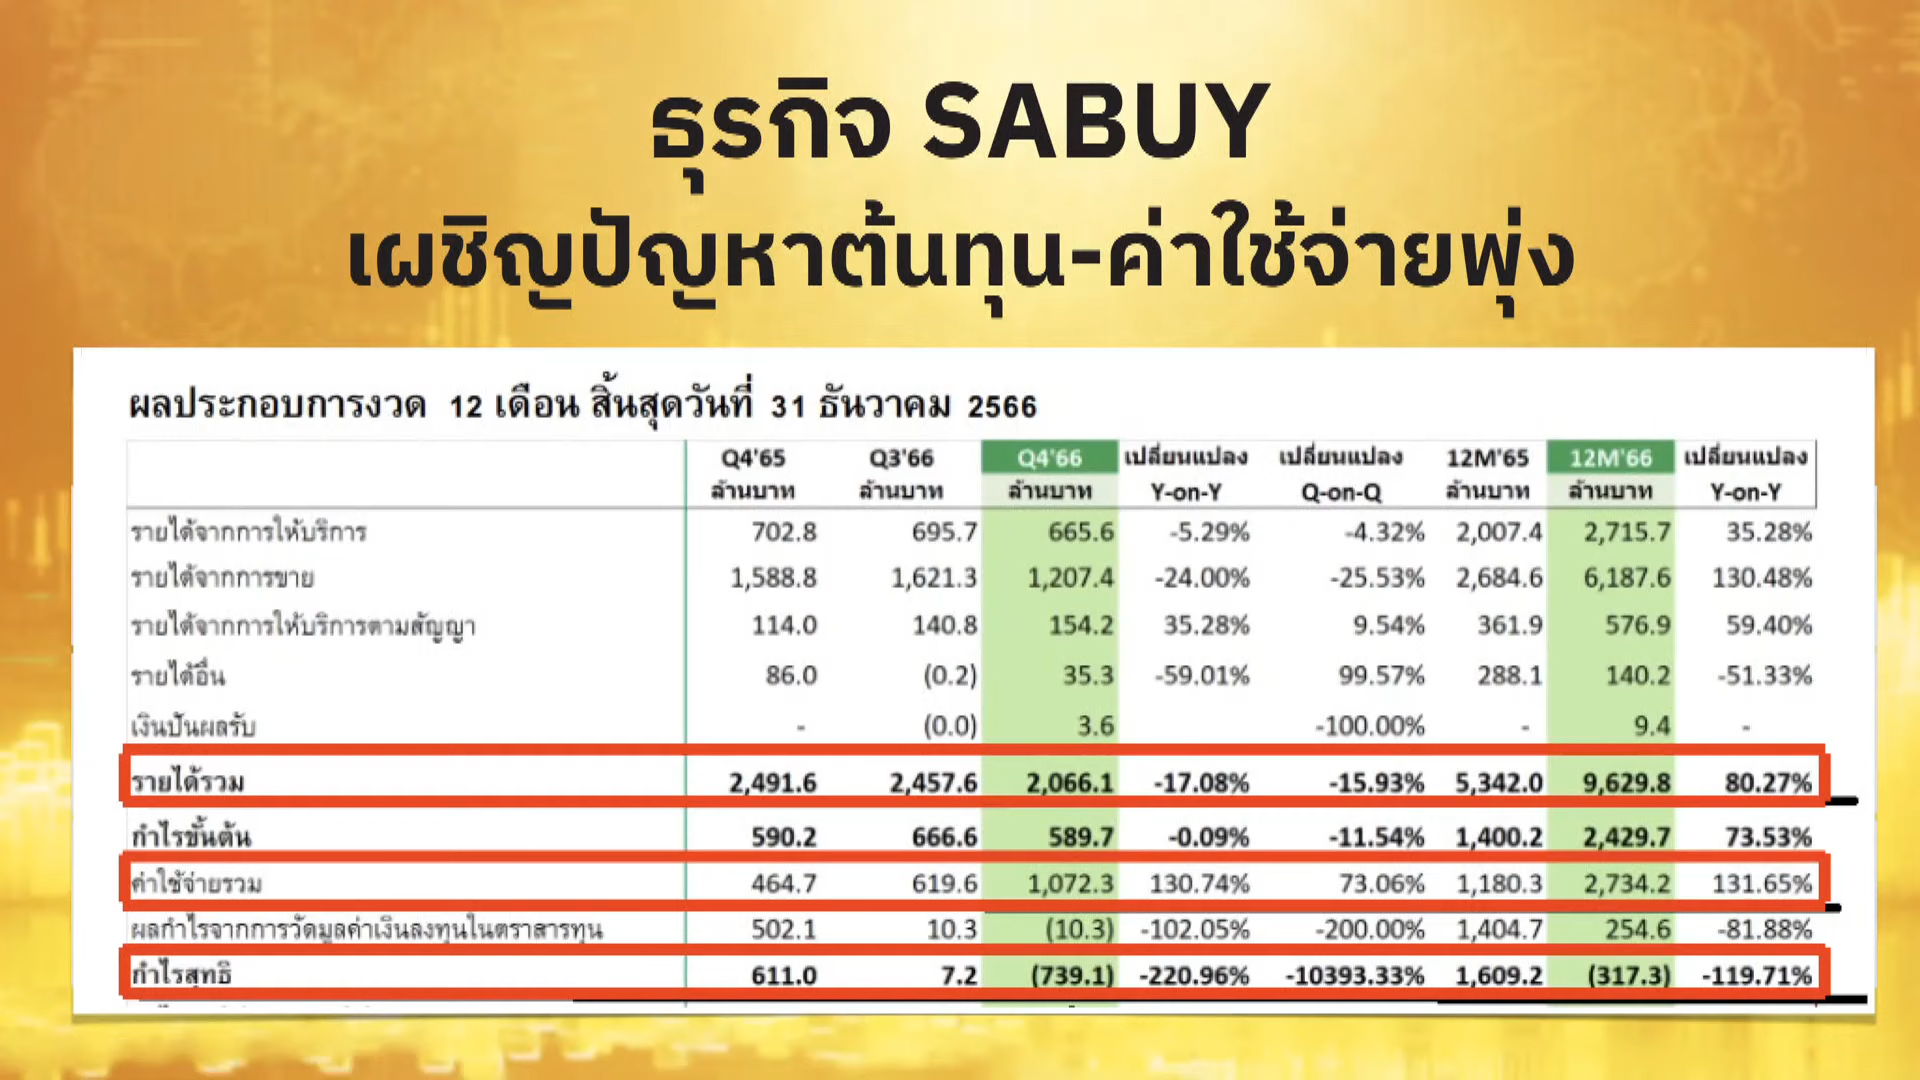 ธุรกิจ SABUY
เผชิญปัญหาต้นทุน-ค่าใช้จ่ายพุ่ง
ผลประกอบการงวด 12 เดือน สิ้นสุดวันที่ 31 ธันวาคม 2566
Q4'65 Q3'66 Q4'66 เปลี่ยนแปลง เปลี่ยนแปลง 12M'65 12M'66 เปลี่ยนแปลง
ล้านบาท ล้านบาท ล้านบาท Y-on-Y Q-on-Q ล้านบาท ล้านบาท Y-on-Y
รายได้จากการให้บริการ 702.8 695.7 665.6 -5.29% -4.32% 2,007.4 2,715.7 35.28%
รายได้จากการขาย 1,588.8 1,621.3 1,207.4 -24.00% -25.53% 2,684.6 6,187.6 130.48%
รายได้จากการให้บริการตามสัญญา 114.0 140.8 154.2 35.28% 9.54% 361.9 576.9 59.40%
รายได้อื่น 86.0 (0.2) 35.3 -59.01% 99.57% 288.1 140.2 -51.33%
เงินปันผลรับ - (0.0) 3.6 -100.00% - 9.4 -
รายได้รวม 2,491.6 2,457.6 2,066.1 -17.08% -15.93% 5,342.0 9,629.8 80.27%
กำไรขั้นต้น 590.2 666.6 589.7 -0.09% -11.54% 1,400.2 2,429.7 73.53%
ค่าใช้จ่ายรวม 464.7 619.6 1,072.3 130.74% 73.06% 1,180.3 2,734.2 131.65%
ผลกำไรจากการวัดมูลค่าเงินลงทุนในตราสารทุน 502.1 10.3 (10.3) -102.05% -200.00% 1,404.7 254.6 -81.88%
กำไรสุทธิ 611.0 7.2 (739.1) -220.96% -10393.33% 1,609.2 (317.3) -119.71%